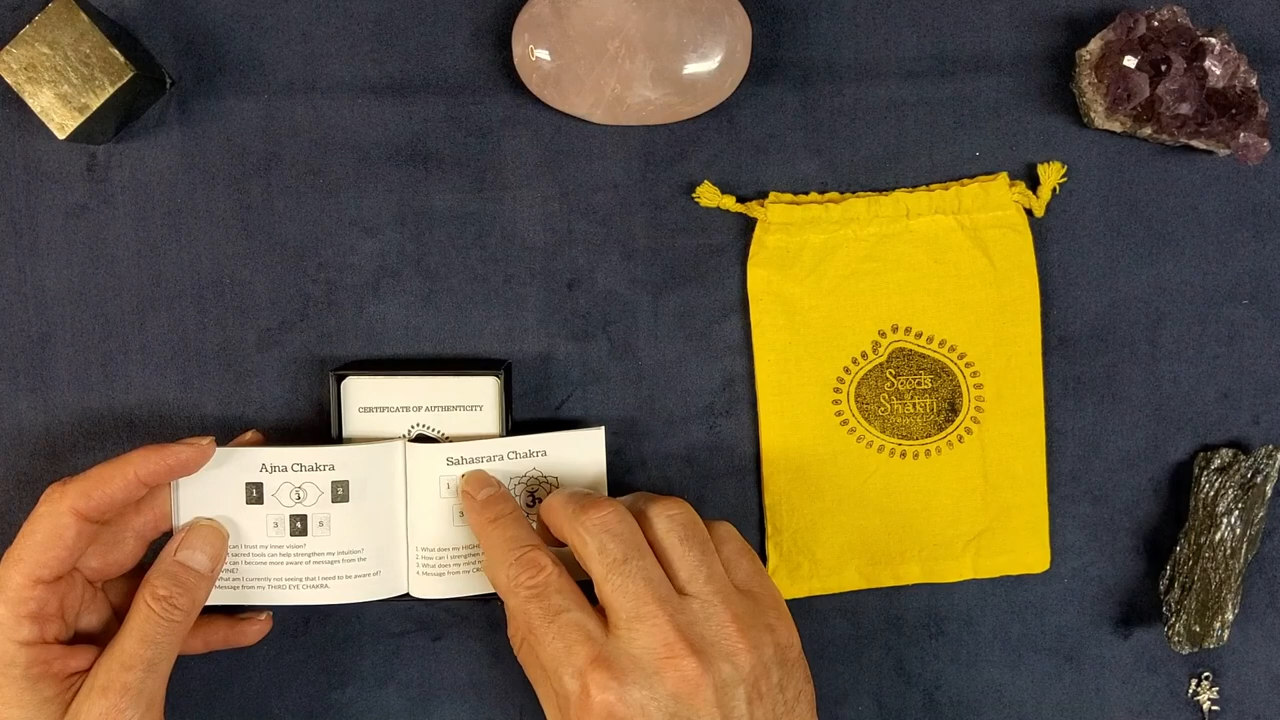 Seeds
of
Shakti
CERTIFICATE OF AUTHENTICITY
Ajna Chakra
1
2
3 4 5
can I trust my inner vision?
sacred tools can help strengthen my intuition?
can I become more aware of messages from the
What am I currently not seeing that I need to be aware of?
Message from my THIRD EYE CHAKRA.
Sahasrara Chakra
1
3
1. What does my
2. How can I strengthen
3. What does my mind
4. Message from my